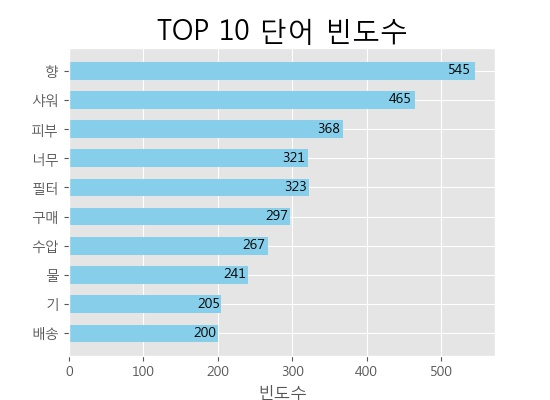 TOP 10 단어 빈도수
향 545
샤워 465
피부 368
너무 321
필터 323
구매 297
수압 267
물 241
기 205
배송 200
0 100 200 300 400 500
빈도수